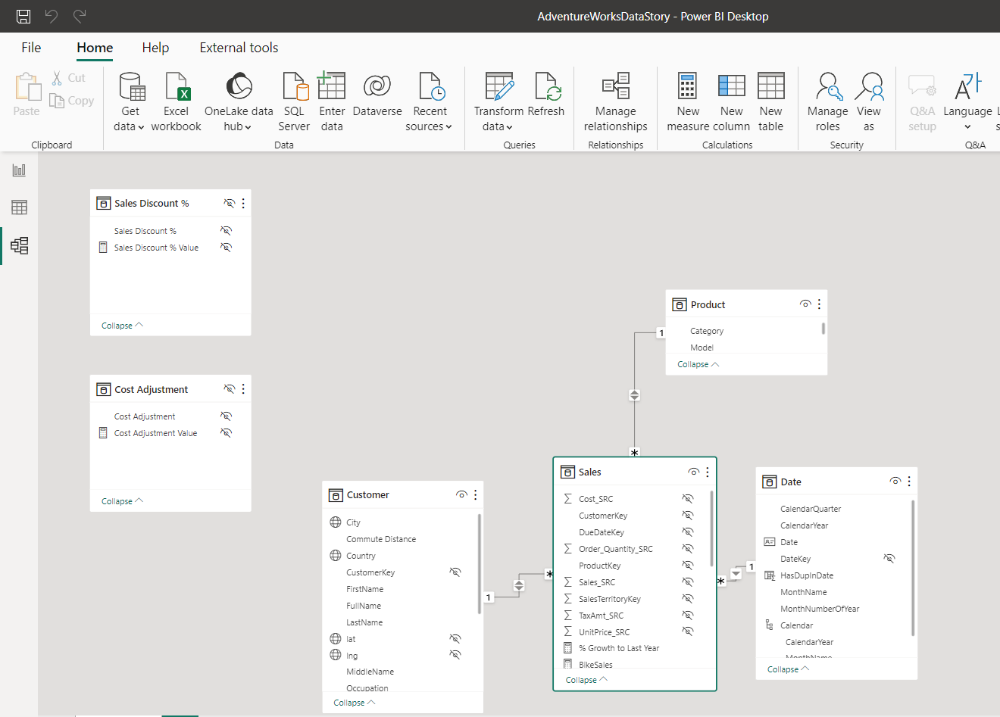 AdventureWorksDataStory - Power BI Desktop
File Home Help External tools
Paste
Cut
Copy
Get data
Excel workbook
OneLake data hub
SQL Server
Enter data
Dataverse
Recent sources
Transform data
Refresh
Manage relationships
New measure
New column
New table
Manage roles
View as
Q&A setup
Language
Clipboard
Data
Queries
Relationships
Calculations
Security
Q&A
Sales Discount %
Sales Discount %
Sales Discount % Value
Collapse
Cost Adjustment
Cost Adjustment
Cost Adjustment Value
Collapse
Product
Category
Model
Collapse
1
*
Customer
City
Commute Distance
Country
CustomerKey
FirstName
FullName
LastName
lat
lng
MiddleName
Occupation
Collapse
1
*
Sales
Σ Cost_SRC
CustomerKey
DueDateKey
Σ Order_Quantity_SRC
ProductKey
Σ Sales_SRC
Σ SalesTerritoryKey
Σ TaxAmt_SRC
Σ UnitPrice_SRC
% Growth to Last Year
BikeSales
Collapse
*
1
Date
CalendarQuarter
CalendarYear
Date
DateKey
HasDupInDate
MonthName
MonthNumberOfYear
Calendar
CalendarYear
MonthName
Collapse